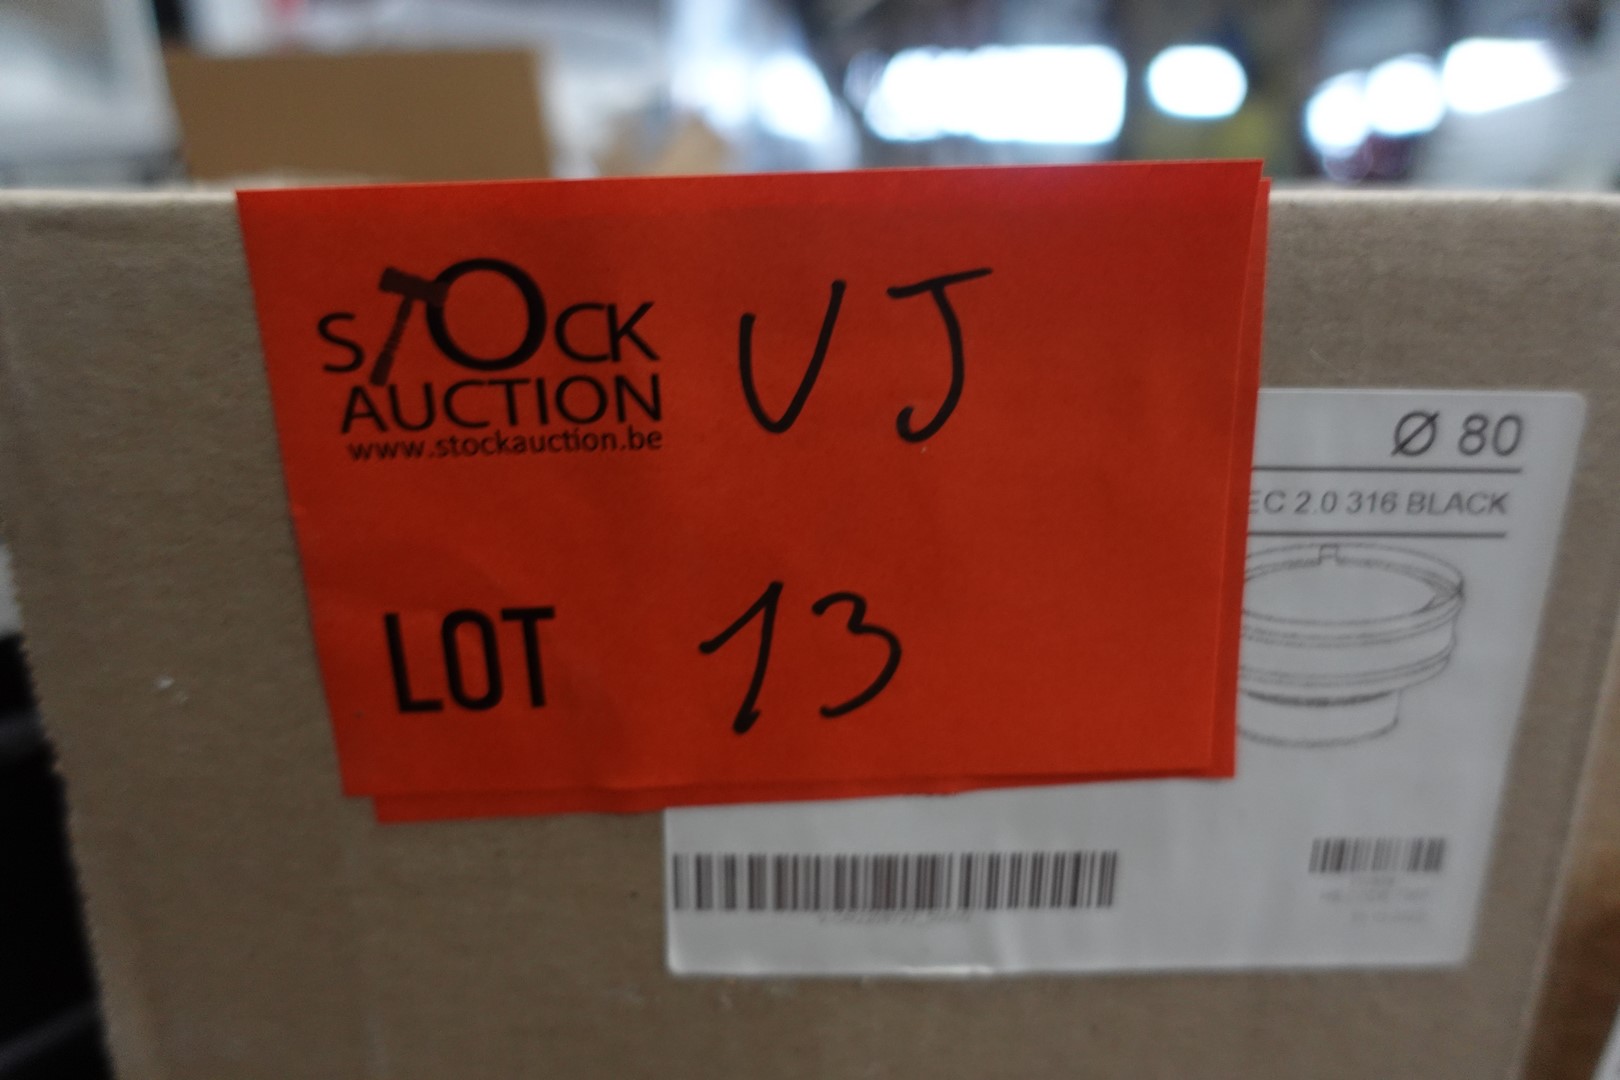 STOCK
AUCTION
www.stockauction.be
VJ
LOT 13
Ø 80
EC 2.0 316 BLACK